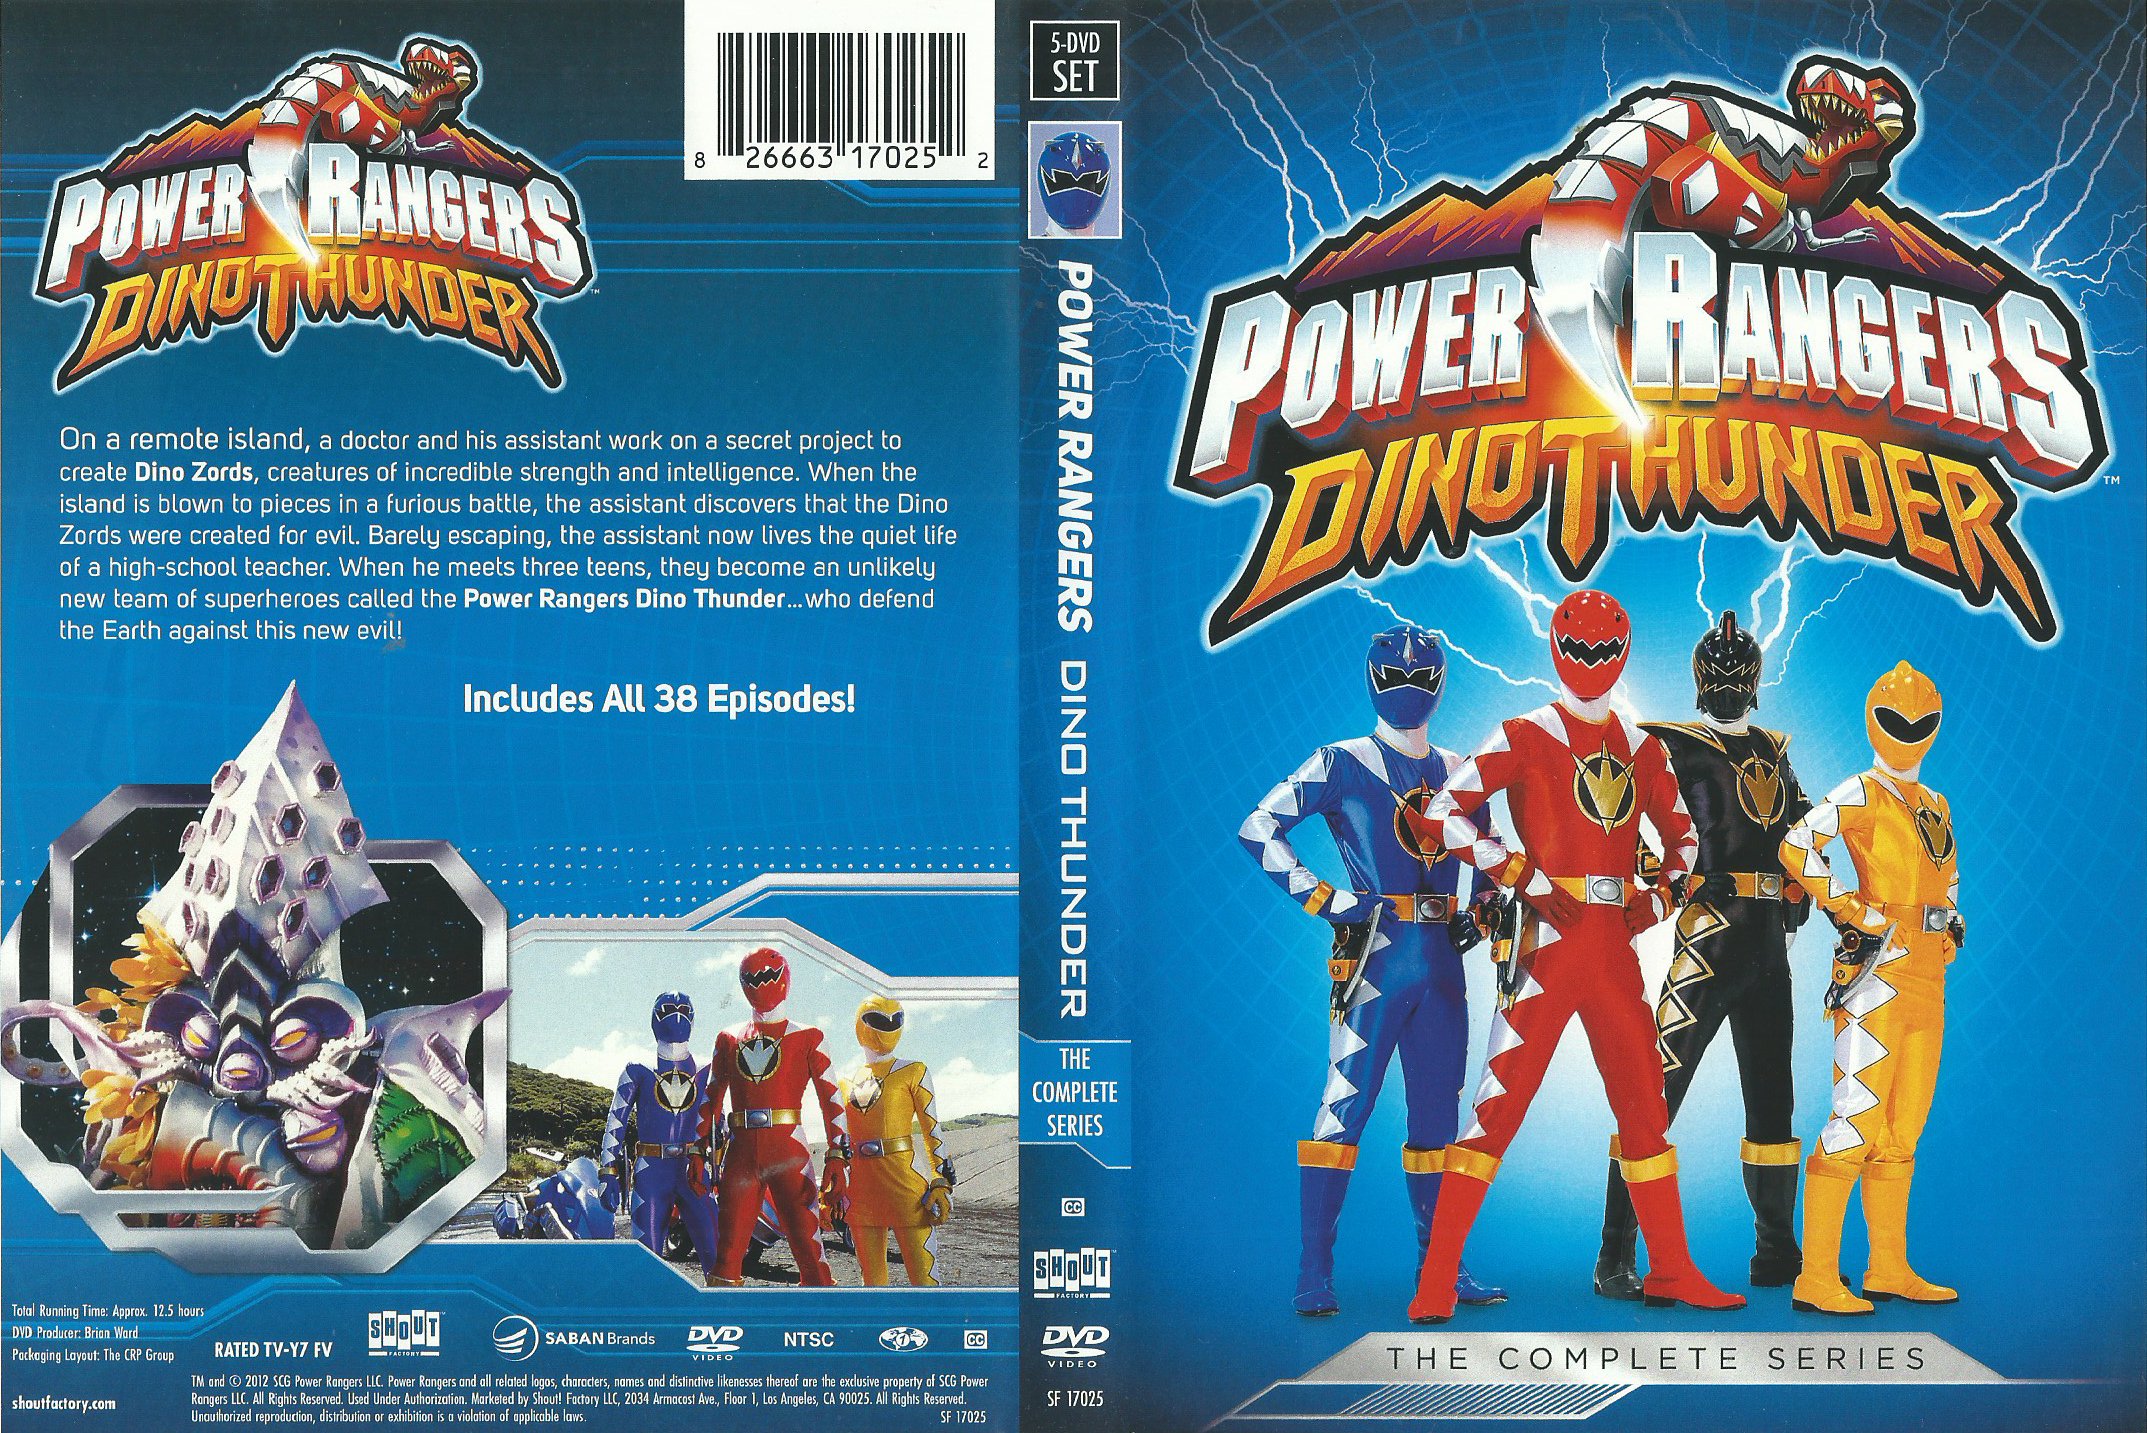 POWER RANGERS
DINO THUNDER
™
8 26663 17025 2
On a remote island, a doctor and his assistant work on a secret project to
create Dino Zords, creatures of incredible strength and intelligence. When the
island is blown to pieces in a furious battle, the assistant discovers that the Dino
Zords were created for evil. Barely escaping, the assistant now lives the quiet life
of a high-school teacher. When he meets three teens, they become an unlikely
new team of superheroes called the Power Rangers Dino Thunder...who defend
the Earth against this new evil!
Includes All 38 Episodes!
Total Running Time: Approx. 12.5 hours
DVD Producer: Brian Ward
Packaging Layout: The CRP Group
RATED TV-Y7 FV
SHOUT™
FACTORY
SABAN Brands
DVD
VIDEO
NTSC
1
CC
shoutfactory.com
TM and © 2012 SCG Power Rangers LLC. Power Rangers and all related logos, characters, names and distinctive likenesses thereof are the exclusive property of SCG Power
Rangers LLC. All Rights Reserved. Used Under Authorization. Marketed by Shout! Factory LLC, 2034 Armacost Ave., Floor 1, Los Angeles, CA 90025. All Rights Reserved.
Unauthorized reproduction, distribution or exhibition is a violation of applicable laws.
SF 17025
5-DVD
SET
POWER RANGERS DINO THUNDER
THE
COMPLETE
SERIES
CC
SHOUT™
FACTORY
DVD
VIDEO
SF 17025
POWER RANGERS
DINO THUNDER
™
THE COMPLETE SERIES